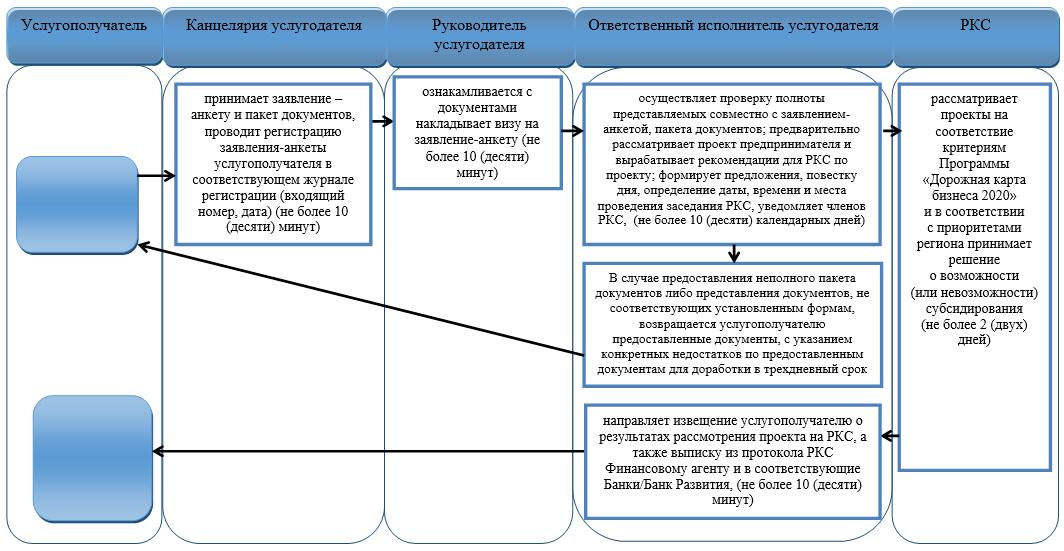 Услугополучатель
Канцелярия услугодателя
Руководитель
услугодателя
Ответственный исполнитель услугодателя
РКС
принимает заявление –
анкету и пакет документов,
проводит регистрацию
заявления-анкеты
услугополучателя в
соответствующем журнале
регистрации (входящий
номер, дата) (не более 10
(десяти) минут)
ознакамливается с
документами
накладывает визу на
заявление-анкету (не
более 10 (десяти)
минут)
осуществляет проверку полноты
представляемых совместно с заявлением-
анкетой, пакета документов; предварительно
рассматривает проект предпринимателя и
вырабатывает рекомендации для РКС по
проекту; формирует предложения, повестку
дня, определение даты, времени и места
проведения заседания РКС, уведомляет членов
РКС, (не более 10 (десяти) календарных дней)
В случае предоставления неполного пакета
документов либо представления документов, не
соответствующих установленным формам,
возвращается услугополучателю
предоставленные документы, с указанием
конкретных недостатков по предоставленным
документам для доработки в трехдневный срок
направляет извещение услугополучателю о
результатах рассмотрения проекта на РКС, а
также выписку из протокола РКС
Финансовому агенту и в соответствующие
Банки/Банк Развития, (не более 10 (десяти)
минут)
рассматривает
проекты на
соответствие
критериям
Программы
«Дорожная карта
бизнеса 2020»
и в соответствии
с приоритетами
региона принимает
решение
о возможности
(или невозможности)
субсидирования
(не более 2 (двух)
дней)